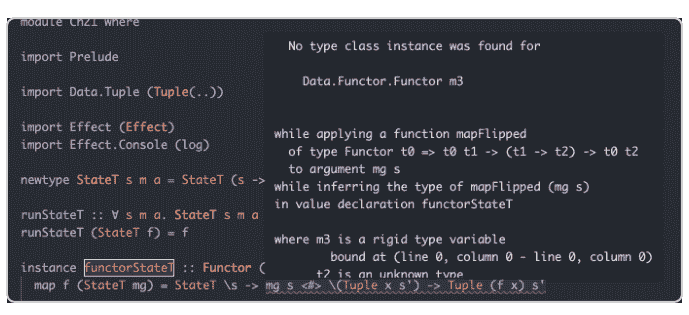 module Ch21 where
import Prelude
import Data.Tuple (Tuple(..))
import Effect (Effect)
import Effect.Console (log)
newtype StateT s m a = StateT (s ->
runStateT :: ∀ s m a. StateT s m a
runStateT (StateT f) = f
instance functorStateT :: Functor (
map f (StateT mg) = StateT \s -> mg s <#> \(Tuple x s') -> Tuple (f x) s'
No type class instance was found for
Data.Functor.Functor m3
while applying a function mapFlipped
of type Functor t0 => t0 t1 -> (t1 -> t2) -> t0 t2
to argument mg s
while inferring the type of mapFlipped (mg s)
in value declaration functorStateT
where m3 is a rigid type variable
bound at (line 0, column 0 - line 0, column 0)
t2 is an unknown type